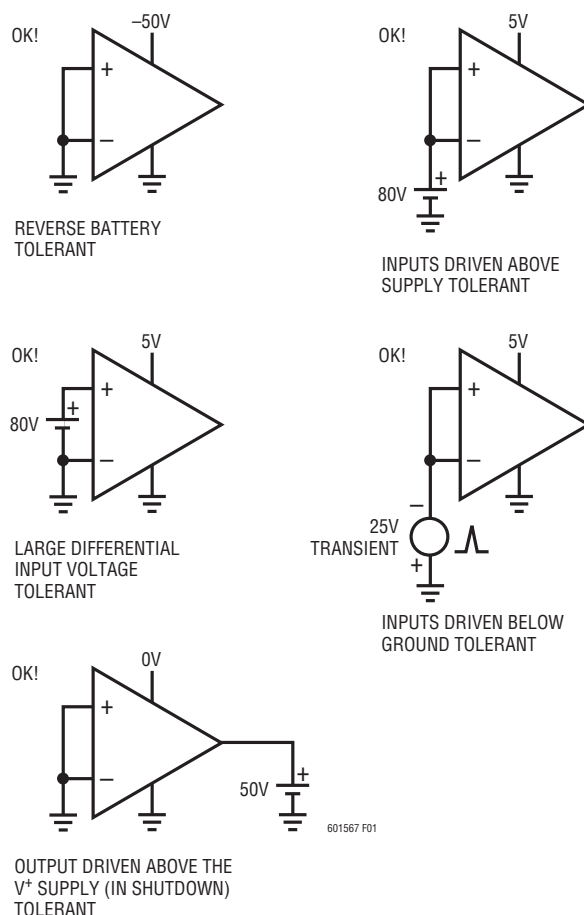 OK!
–50V
+
–
REVERSE BATTERY
TOLERANT
OK!
5V
+
–
80V
+
INPUTS DRIVEN ABOVE
SUPPLY TOLERANT
OK!
5V
+
–
80V
+
LARGE DIFFERENTIAL
INPUT VOLTAGE
TOLERANT
OK!
5V
+
–
–
25V
TRANSIENT
+
INPUTS DRIVEN BELOW
GROUND TOLERANT
OK!
0V
+
–
50V
+
601567 F01
OUTPUT DRIVEN ABOVE THE
V⁺ SUPPLY (IN SHUTDOWN)
TOLERANT